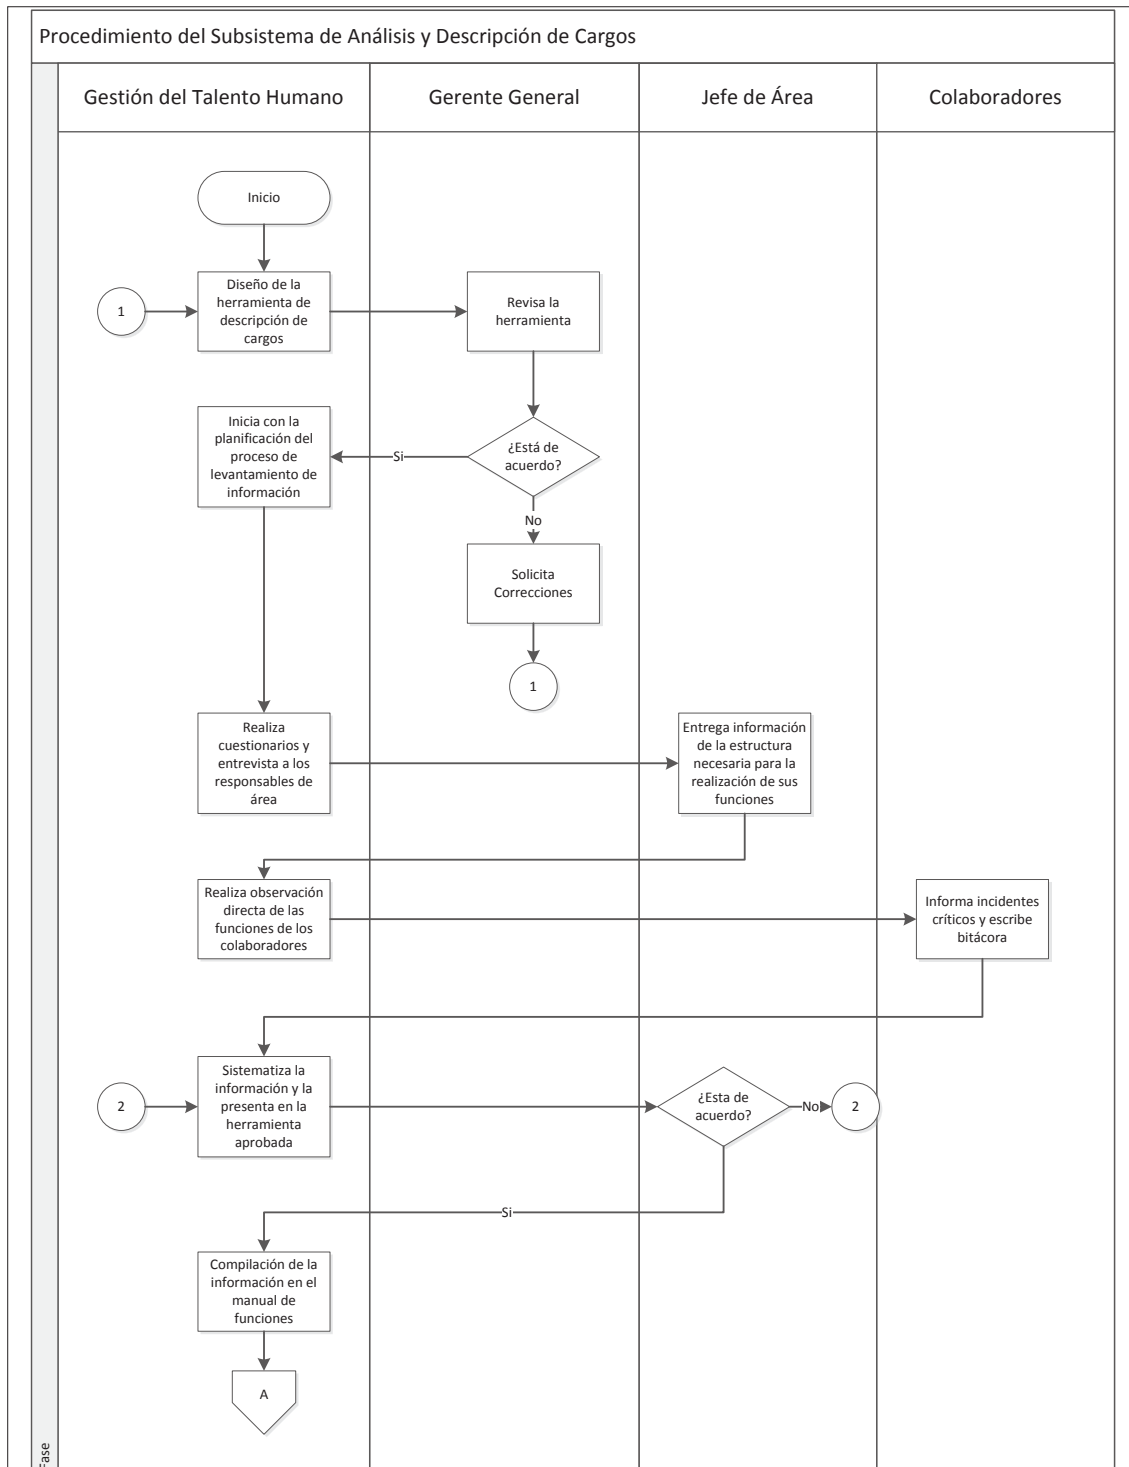 Procedimiento del Subsistema de Análisis y Descripción de Cargos
Gestión del Talento Humano
Gerente General
Jefe de Área
Colaboradores
Inicio
1
Diseño de la
herramienta de
descripción de
cargos
Revisa la
herramienta
Inicia con la
planificación del
proceso de
levantamiento de
información
Si
¿Está de
acuerdo?
No
Solicita
Correcciones
1
Realiza
cuestionarios y
entrevista a los
responsables de
área
Entrega información
de la estructura
necesaria para la
realización de sus
funciones
Realiza observación
directa de las
funciones de los
colaboradores
Informa incidentes
críticos y escribe
bitácora
2
Sistematiza la
información y la
presenta en la
herramienta
aprobada
¿Esta de
acuerdo?
No
2
Si
Compilación de la
información en el
manual de
funciones
A
Fase